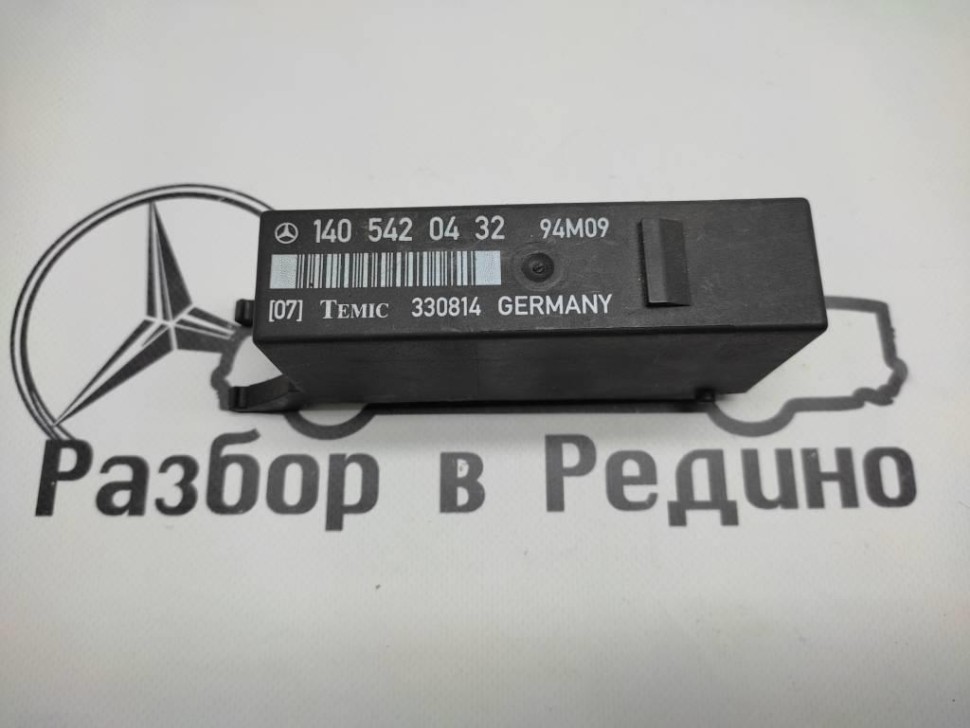 140 542 04 32 94M09
[07] TEMIC 330814 GERMANY
Разбор в Редино